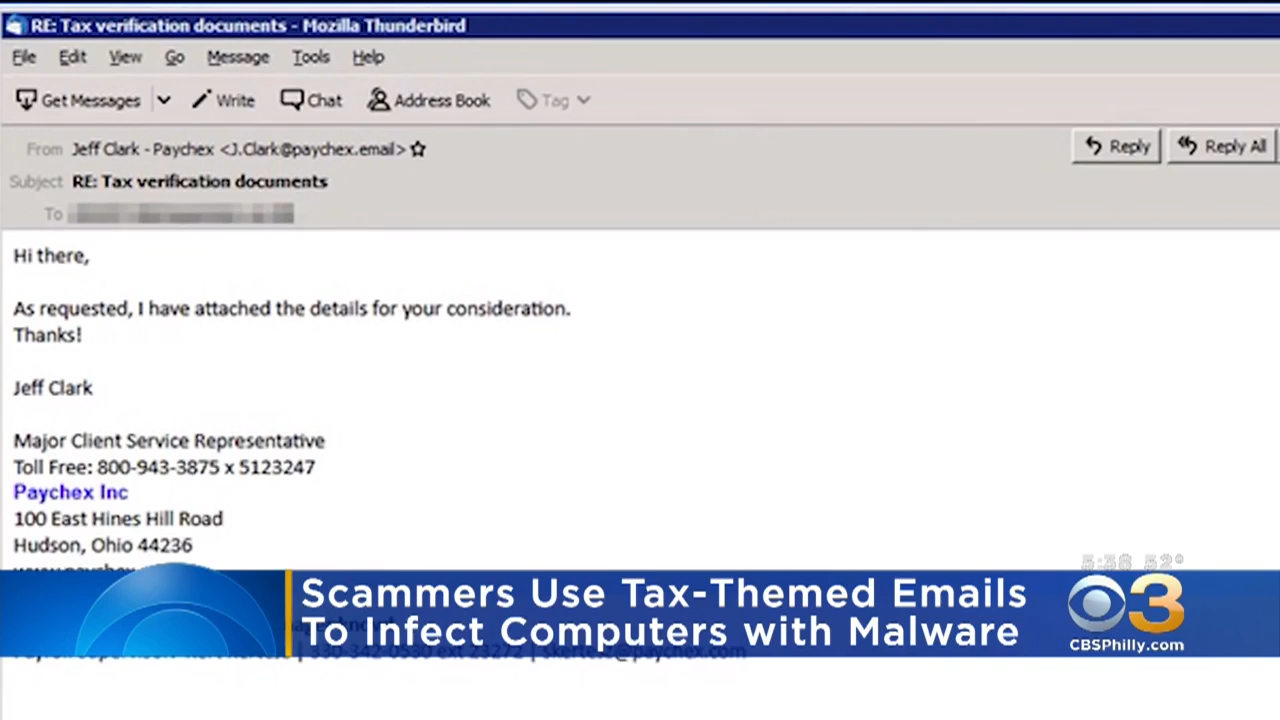 RE: Tax verification documents - Mozilla Thunderbird
File Edit View Go Message Tools Help
Get Messages Write Chat Address Book Tag
From Jeff Clark - Paychex <J.Clark@paychex.email>
Reply Reply All
Subject RE: Tax verification documents
To
Hi there,
As requested, I have attached the details for your consideration.
Thanks!
Jeff Clark
Major Client Service Representative
Toll Free: 800-943-3875 x 5123247
Paychex Inc
100 East Hines Hill Road
Hudson, Ohio 44236
5:38 52°
Scammers Use Tax-Themed Emails
To Infect Computers with Malware
3
CBSPhilly.com